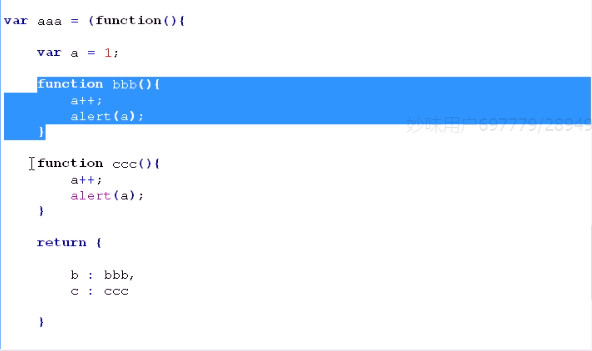 var aaa = (function(){
var a = 1;
function bbb(){
a++;
alert(a);
}
妙味用户697779/28949
function ccc(){
a++;
alert(a);
}
return {
b : bbb,
c : ccc
}